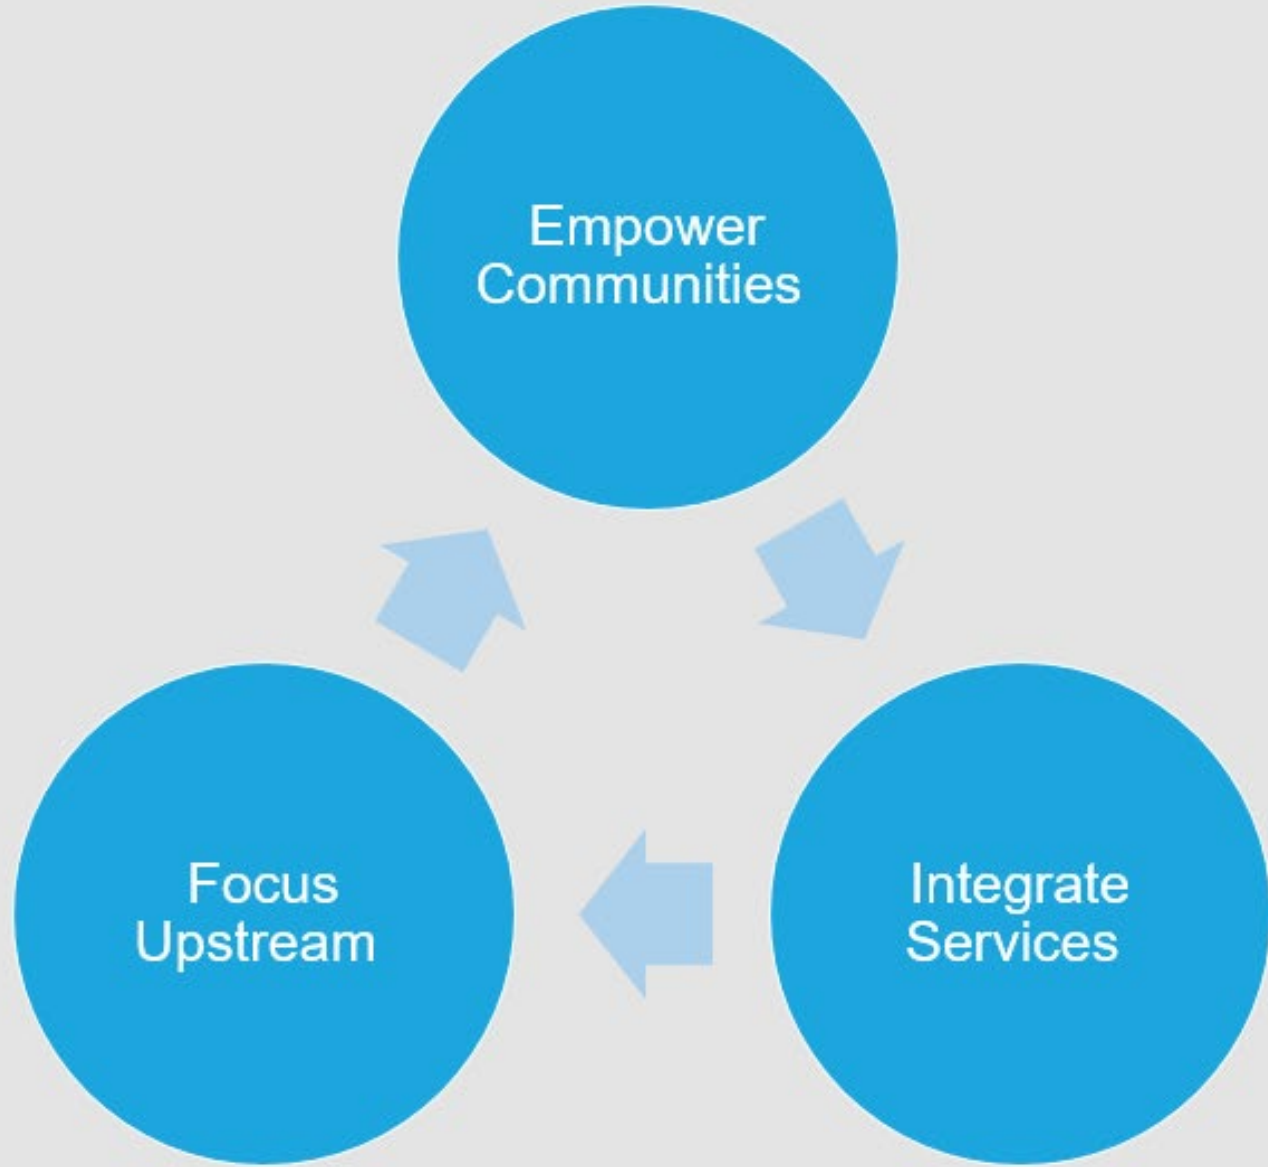 Empower
Communities
Integrate
Services
Focus
Upstream